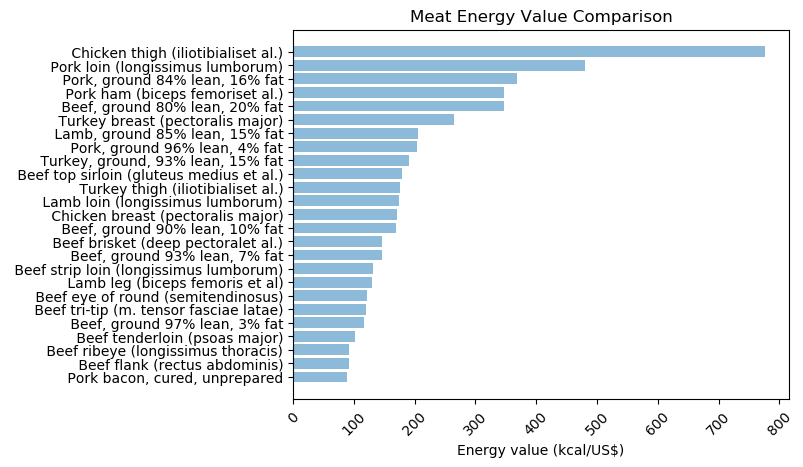 Meat Energy Value Comparison
Chicken thigh (iliotibialiset al.)
Pork loin (longissimus lumborum)
Pork, ground 84% lean, 16% fat
Pork ham (biceps femoriset al.)
Beef, ground 80% lean, 20% fat
Turkey breast (pectoralis major)
Lamb, ground 85% lean, 15% fat
Pork, ground 96% lean, 4% fat
Turkey, ground, 93% lean, 15% fat
Beef top sirloin (gluteus medius et al.)
Turkey thigh (iliotibialiset al.)
Lamb loin (longissimus lumborum)
Chicken breast (pectoralis major)
Beef, ground 90% lean, 10% fat
Beef brisket (deep pectoralet al.)
Beef, ground 93% lean, 7% fat
Beef strip loin (longissimus lumborum)
Lamb leg (biceps femoris et al)
Beef eye of round (semitendinosus)
Beef tri-tip (m. tensor fasciae latae)
Beef, ground 97% lean, 3% fat
Beef tenderloin (psoas major)
Beef ribeye (longissimus thoracis)
Beef flank (rectus abdominis)
Pork bacon, cured, unprepared
0 100 200 300 400 500 600 700 800
Energy value (kcal/US$)